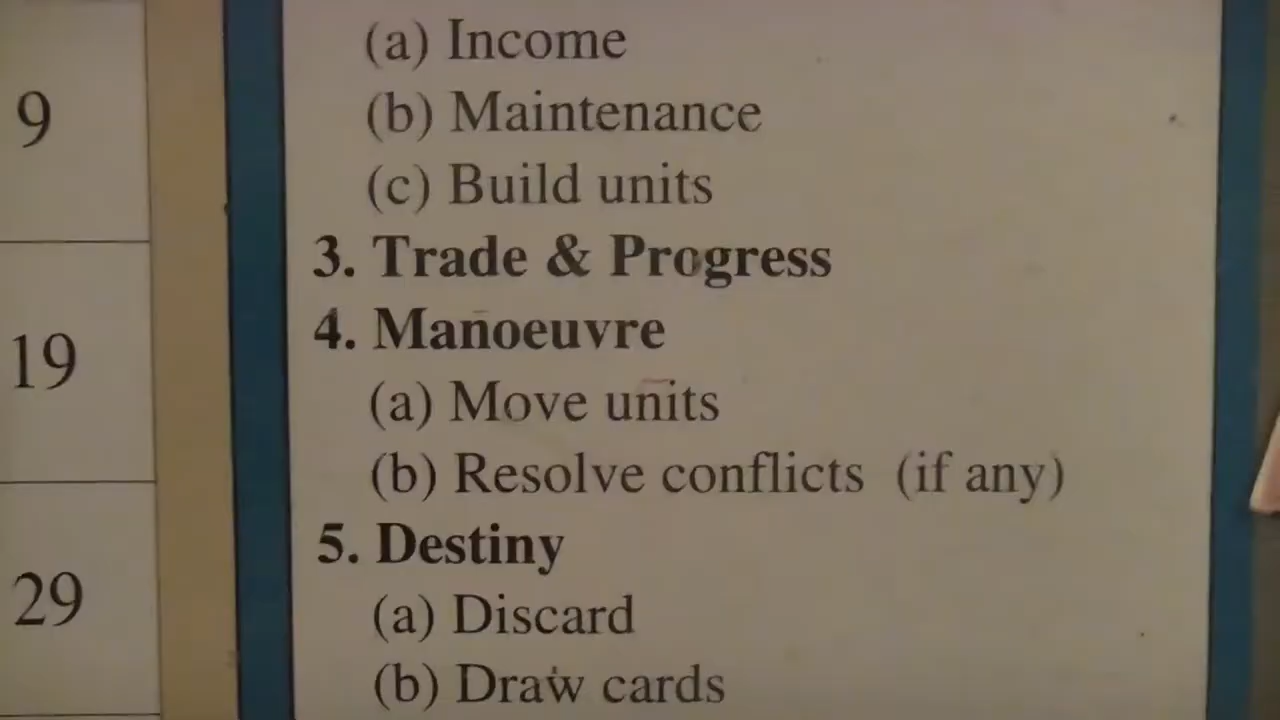 9
19
29
(a) Income
(b) Maintenance
(c) Build units
3. Trade & Progress
4. Manoeuvre
(a) Move units
(b) Resolve conflicts (if any)
5. Destiny
(a) Discard
(b) Draw cards